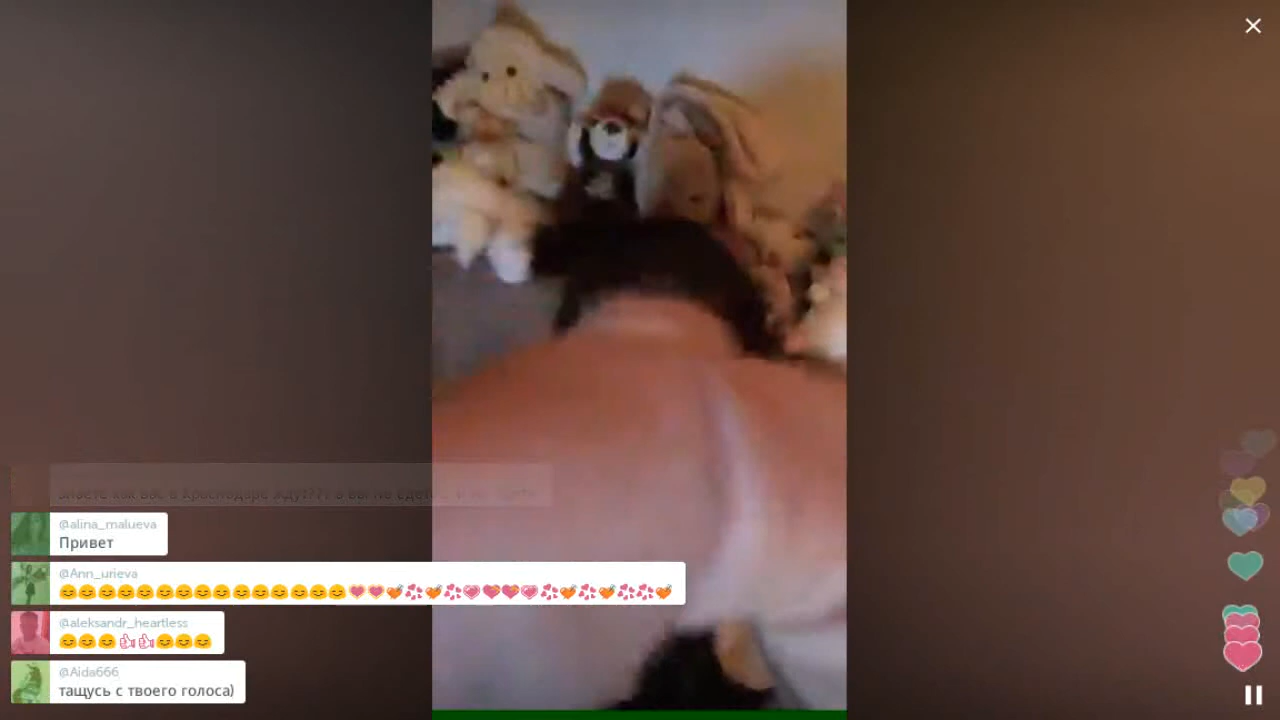 @alina_malueva
Привет
@Ann_urieva
😊😊😊😊😊😊😊😊😊😊😊😊😊😊😊💗💗💘💞💘💞💗💝💝💗💞💘💞💘💞💞💘
@aleksandr_heartless
😊😊😊👍👍😊😊😊
@Aida666
тащусь с твоего голоса)